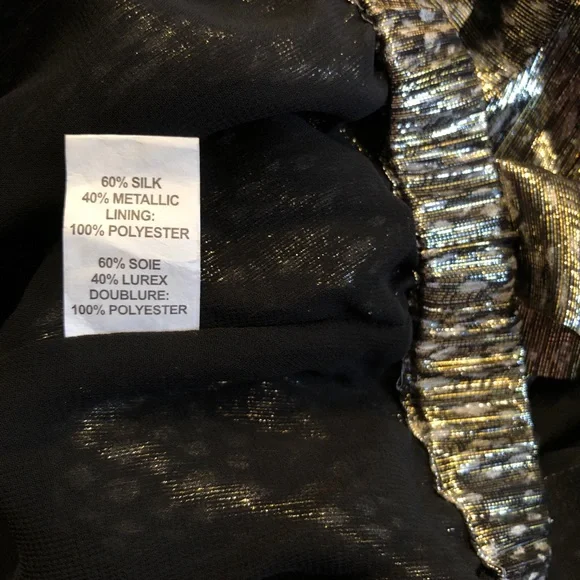 60% SILK
40% METALLIC
LINING:
100% POLYESTER
60% SOIE
40% LUREX
DOUBLURE:
100% POLYESTER